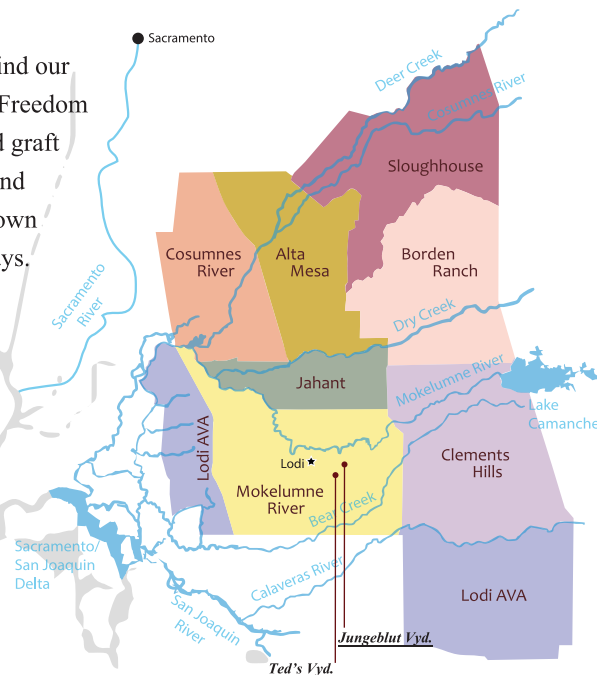 Sacramento
ind our
Freedom
d graft
nd
own
ys.
Deer Creek
Cosumnes River
Sloughhouse
Cosumnes
River
Alta
Mesa
Borden
Ranch
Sacramento
River
Dry Creek
Jahant
Mokelumne River
Lake
Camanche
Lodi AVA
Lodi
Clements
Hills
Mokelumne
River
Bear Creek
Sacramento/
San Joaquin
Delta
Calaveras River
San Joaquin
River
Lodi AVA
Jungeblut Vyd.
Ted's Vyd.